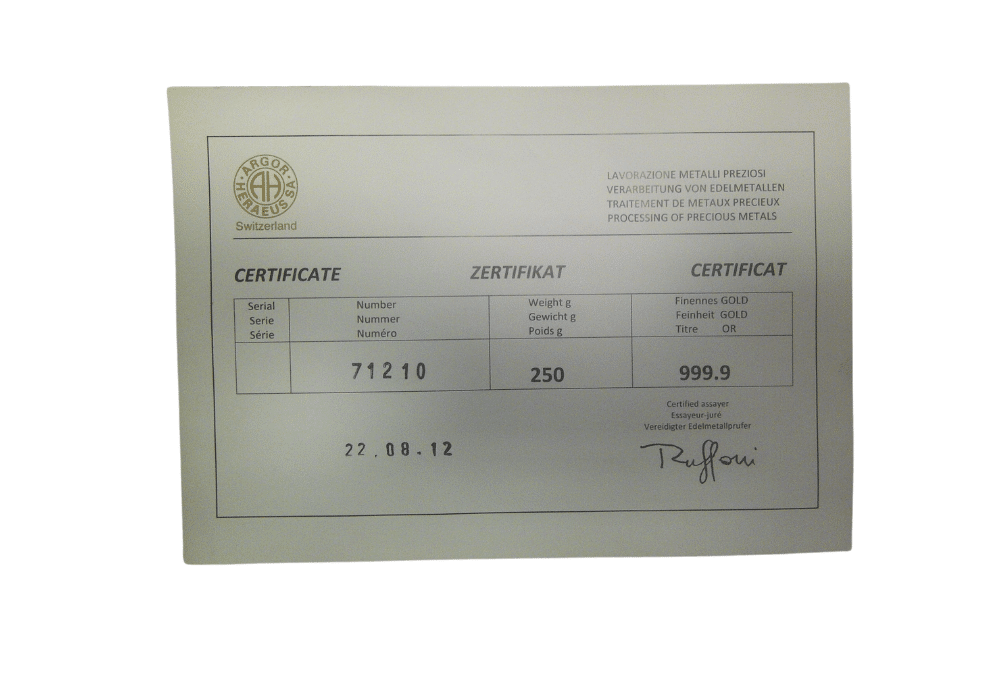 ARGOR-HERAEUS SA
AH
Switzerland
LAVORAZIONE METALLI PREZIOSI
VERARBEITUNG VON EDELMETALLEN
TRAITEMENT DE METAUX PRECIEUX
PROCESSING OF PRECIOUS METALS
CERTIFICATE ZERTIFIKAT CERTIFICAT
Serial Number Weight g Finennes GOLD
Serie Nummer Gewicht g Feinheit GOLD
Série Numéro Poids g Titre OR
71210 250 999.9
Certified assayer
Essayeur-juré
Vereidigter Edelmetallprufer
22.08.12
Ruffoni